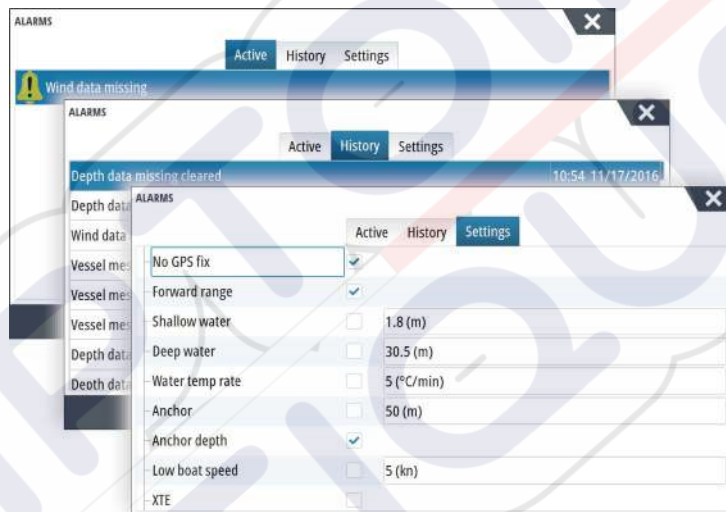 ALARMS
Active History Settings
Wind data missing
ALARMS
Active History Settings
Depth data missing cleared 10:54 11/17/2016
Depth data
Wind data
Vessel mes
Vessel mes
Vessel mes
Depth data
Depth data
ALARMS
Active History Settings
No GPS fix
Forward range
Shallow water 1.8 (m)
Deep water 30.5 (m)
Water temp rate 5 (°C/min)
Anchor 50 (m)
Anchor depth
Low boat speed 5 (kn)
XTE